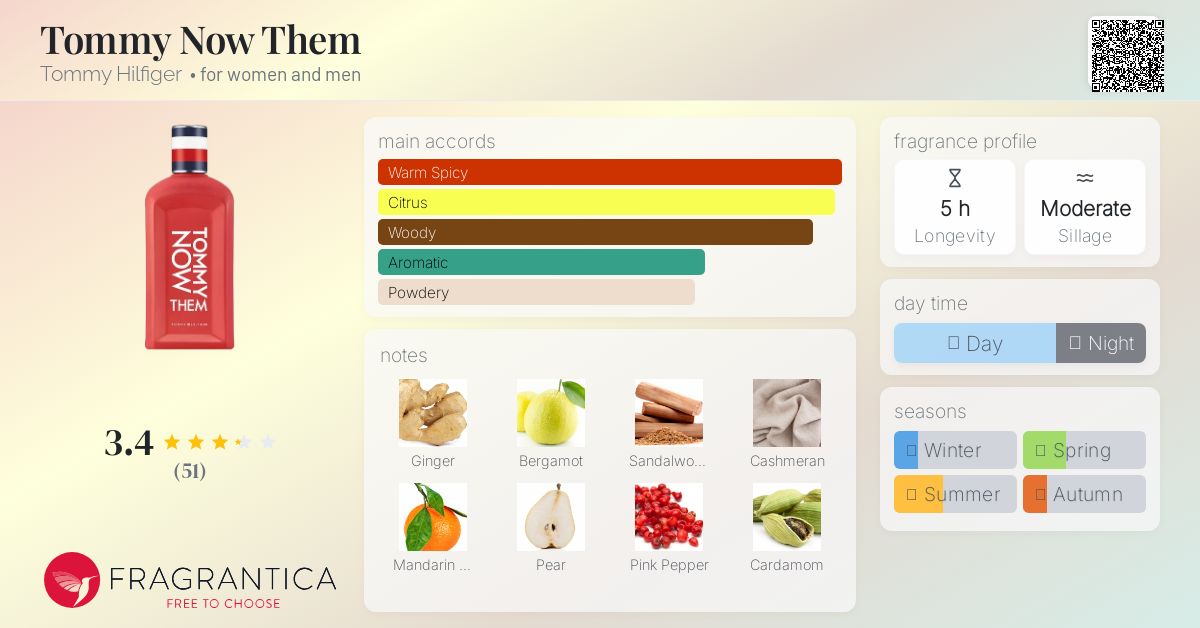 Tommy Now Them
Tommy Hilfiger • for women and men
TOMMY
NOW
THEM
3.4
(51)
FRAGRANTICA
FREE TO CHOOSE
main accords
Warm Spicy
Citrus
Woody
Aromatic
Powdery
notes
Ginger
Bergamot
Sandalwo...
Cashmeran
Mandarin ...
Pear
Pink Pepper
Cardamom
fragrance profile
5 h
Longevity
Moderate
Sillage
day time
Day
Night
seasons
Winter
Spring
Summer
Autumn